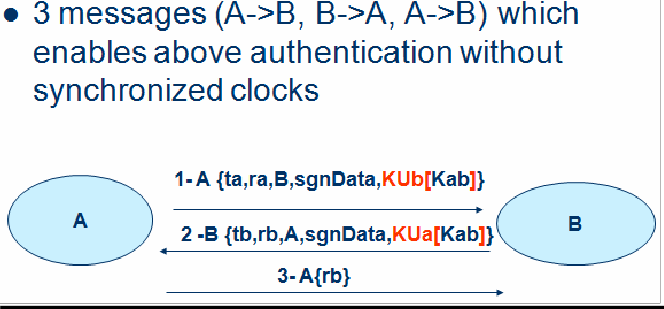 ● 3 messages (A->B, B->A, A->B) which
enables above authentication without
synchronized clocks
1- A {ta,ra,B,sgnData,KUb[Kab]}
A
B
2 -B {tb,rb,A,sgnData,KUa[Kab]}
3- A{rb}